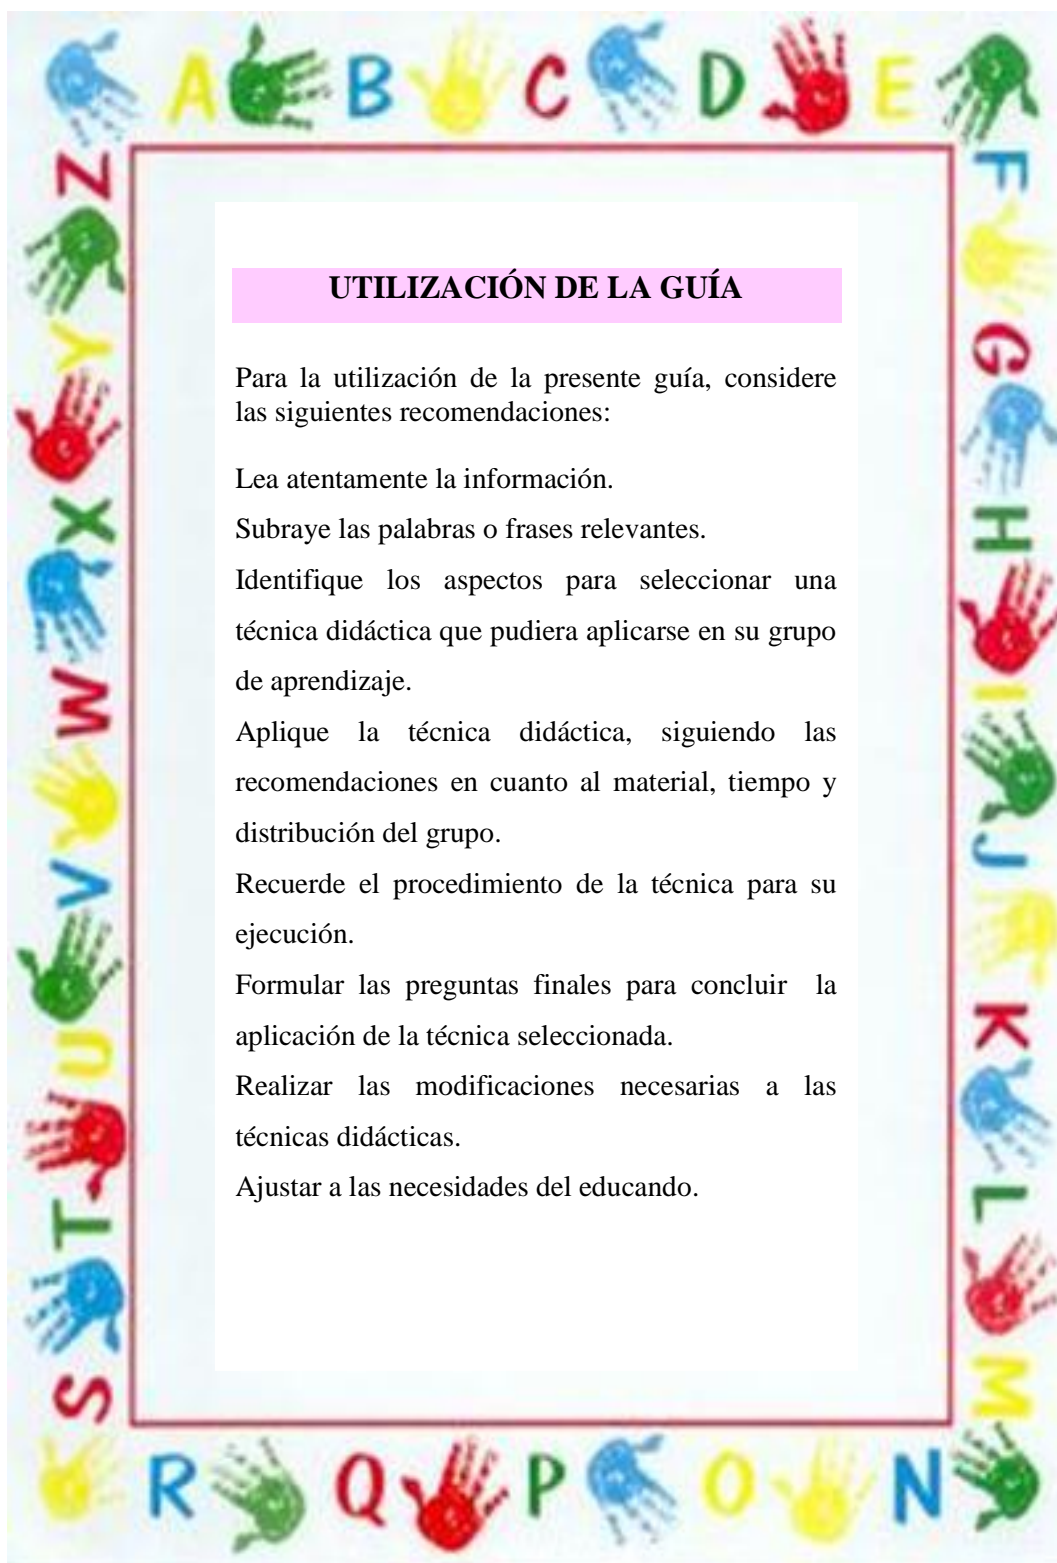 A B C D E
Z F
UTILIZACIÓN DE LA GUÍA
Para la utilización de la presente guía, considere
las siguientes recomendaciones:
Lea atentamente la información.
Subraye las palabras o frases relevantes.
Identifique los aspectos para seleccionar una
técnica didáctica que pudiera aplicarse en su grupo
de aprendizaje.
Aplique la técnica didáctica, siguiendo las
recomendaciones en cuanto al material, tiempo y
distribución del grupo.
Recuerde el procedimiento de la técnica para su
ejecución.
Formular las preguntas finales para concluir la
aplicación de la técnica seleccionada.
Realizar las modificaciones necesarias a las
técnicas didácticas.
Ajustar a las necesidades del educando.
Y G
X H
W I
V J
U K
T L
S M
R Q P O N